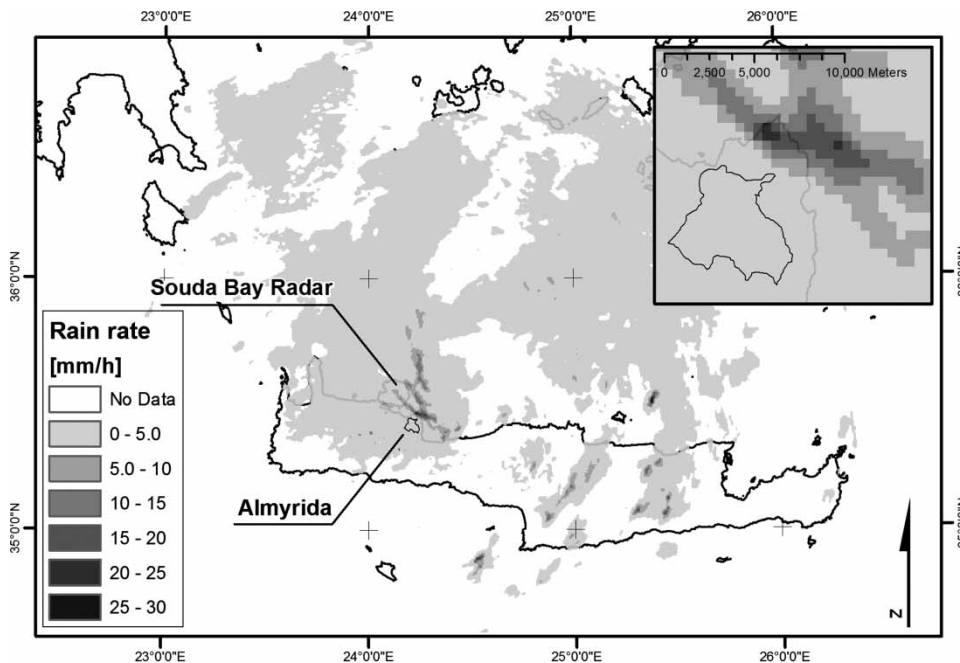 23°0'0"E 24°0'0"E 25°0'0"E 26°0'0"E
0 2,500 5,000 10,000 Meters
36°0'0"N
Souda Bay Radar
Rain rate
[mm/h]
No Data
0 - 5.0
5.0 - 10
10 - 15
15 - 20
20 - 25
25 - 30
Almyrida
35°0'0"N
N
23°0'0"E 24°0'0"E 25°0'0"E 26°0'0"E